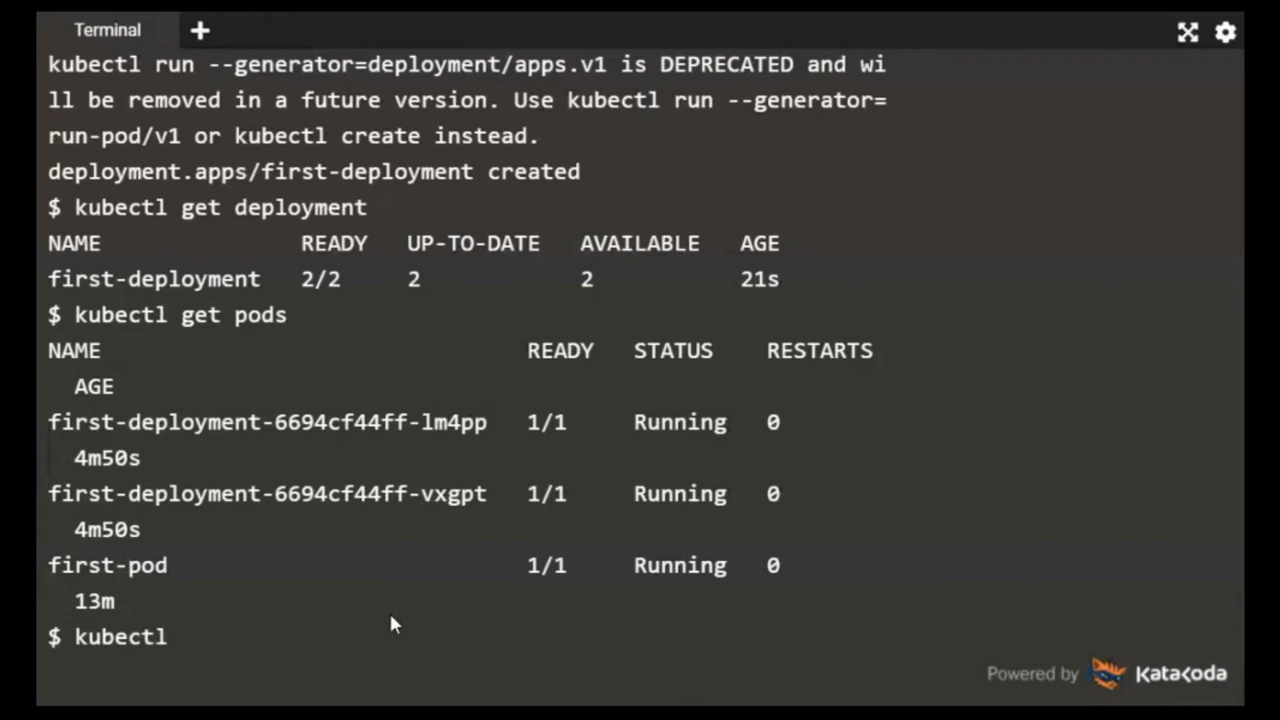 Terminal
kubectl run --generator=deployment/apps.v1 is DEPRECATED and wi
ll be removed in a future version. Use kubectl run --generator=
run-pod/v1 or kubectl create instead.
deployment.apps/first-deployment created
$ kubectl get deployment
NAME READY UP-TO-DATE AVAILABLE AGE
first-deployment 2/2 2 2 21s
$ kubectl get pods
NAME READY STATUS RESTARTS
AGE
first-deployment-6694cf44ff-lm4pp 1/1 Running 0
4m50s
first-deployment-6694cf44ff-vxgpt 1/1 Running 0
4m50s
first-pod 1/1 Running 0
13m
$ kubectl
Powered by Katacoda